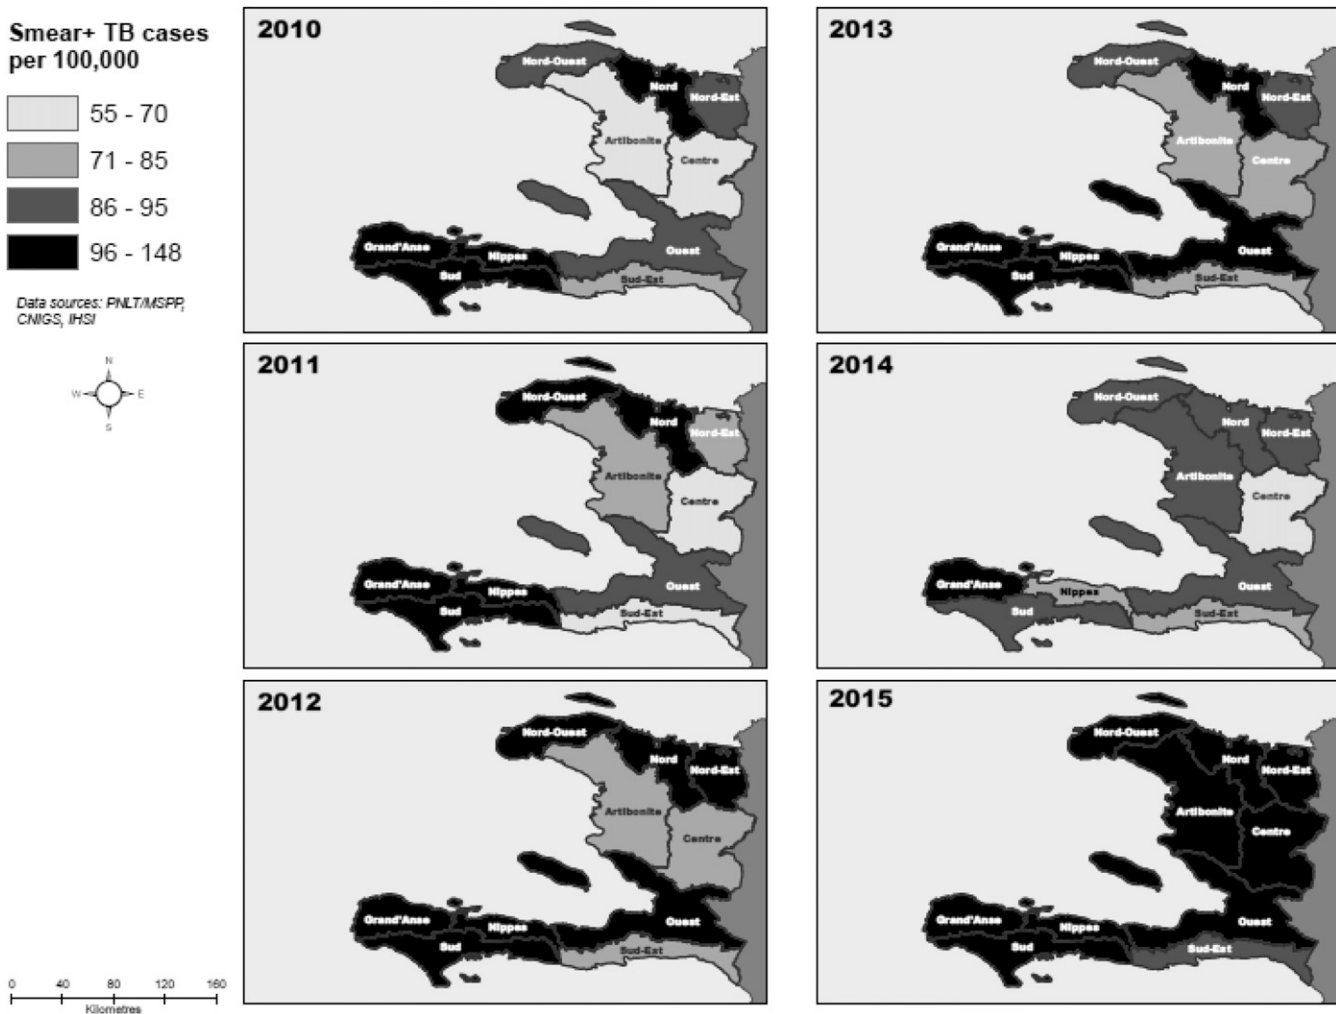 Smear+ TB cases
per 100,000
55 - 70
71 - 85
86 - 95
96 - 148
Data sources: PNLT/MSPP,
CNIGS, IHSI
N
W E
S
0 40 80 120 160
Kilometres
2010
Nord-Ouest
Nord
Nord-Est
Artibonite
Centre
Grand'Anse
Nippes
Ouest
Sud
Sud-Est
2011
Nord-Ouest
Nord
Nord-Est
Artibonite
Centre
Grand'Anse
Nippes
Ouest
Sud
Sud-Est
2012
Nord-Ouest
Nord
Nord-Est
Artibonite
Centre
Grand'Anse
Nippes
Ouest
Sud
Sud-Est
2013
Nord-Ouest
Nord
Nord-Est
Artibonite
Centre
Grand'Anse
Nippes
Ouest
Sud
Sud-Est
2014
Nord-Ouest
Nord
Nord-Est
Artibonite
Centre
Grand'Anse
Nippes
Ouest
Sud
Sud-Est
2015
Nord-Ouest
Nord
Nord-Est
Artibonite
Centre
Grand'Anse
Nippes
Ouest
Sud
Sud-Est